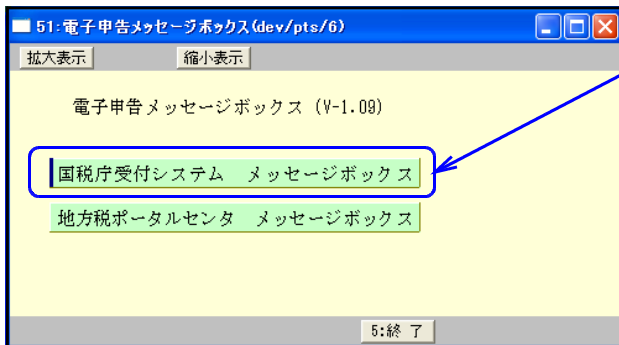 51:電子申告メッセージボックス(dev/pts/6)
拡大表示 縮小表示
電子申告メッセージボックス (V-1.09)
国税庁受付システム　メッセージボックス
地方税ポータルセンタ　メッセージボックス
5:終 了